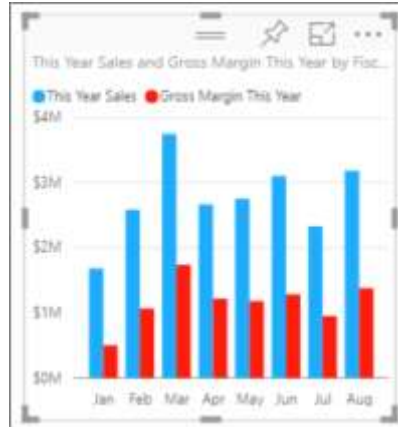 This Year Sales and Gross Margin This Year by Fisc...
This Year Sales Gross Margin This Year
$4M
$3M
$2M
$1M
$0M
Jan Feb Mar Apr May Jun Jul Aug